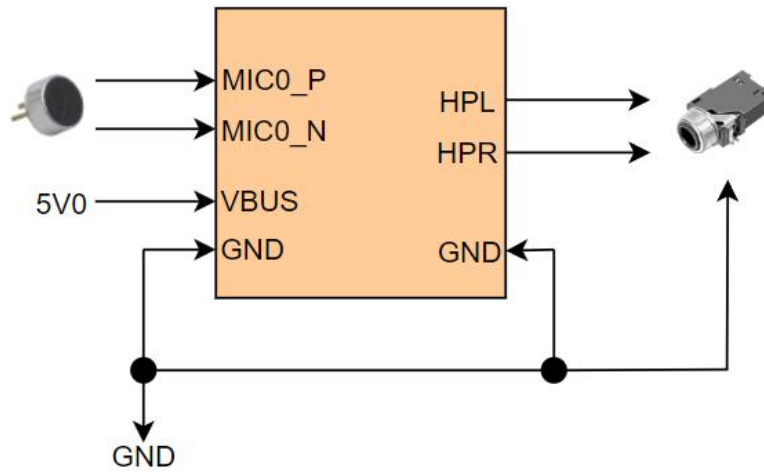 MIC0_P
HPL
MIC0_N
HPR
5V0
VBUS
GND
GND
GND